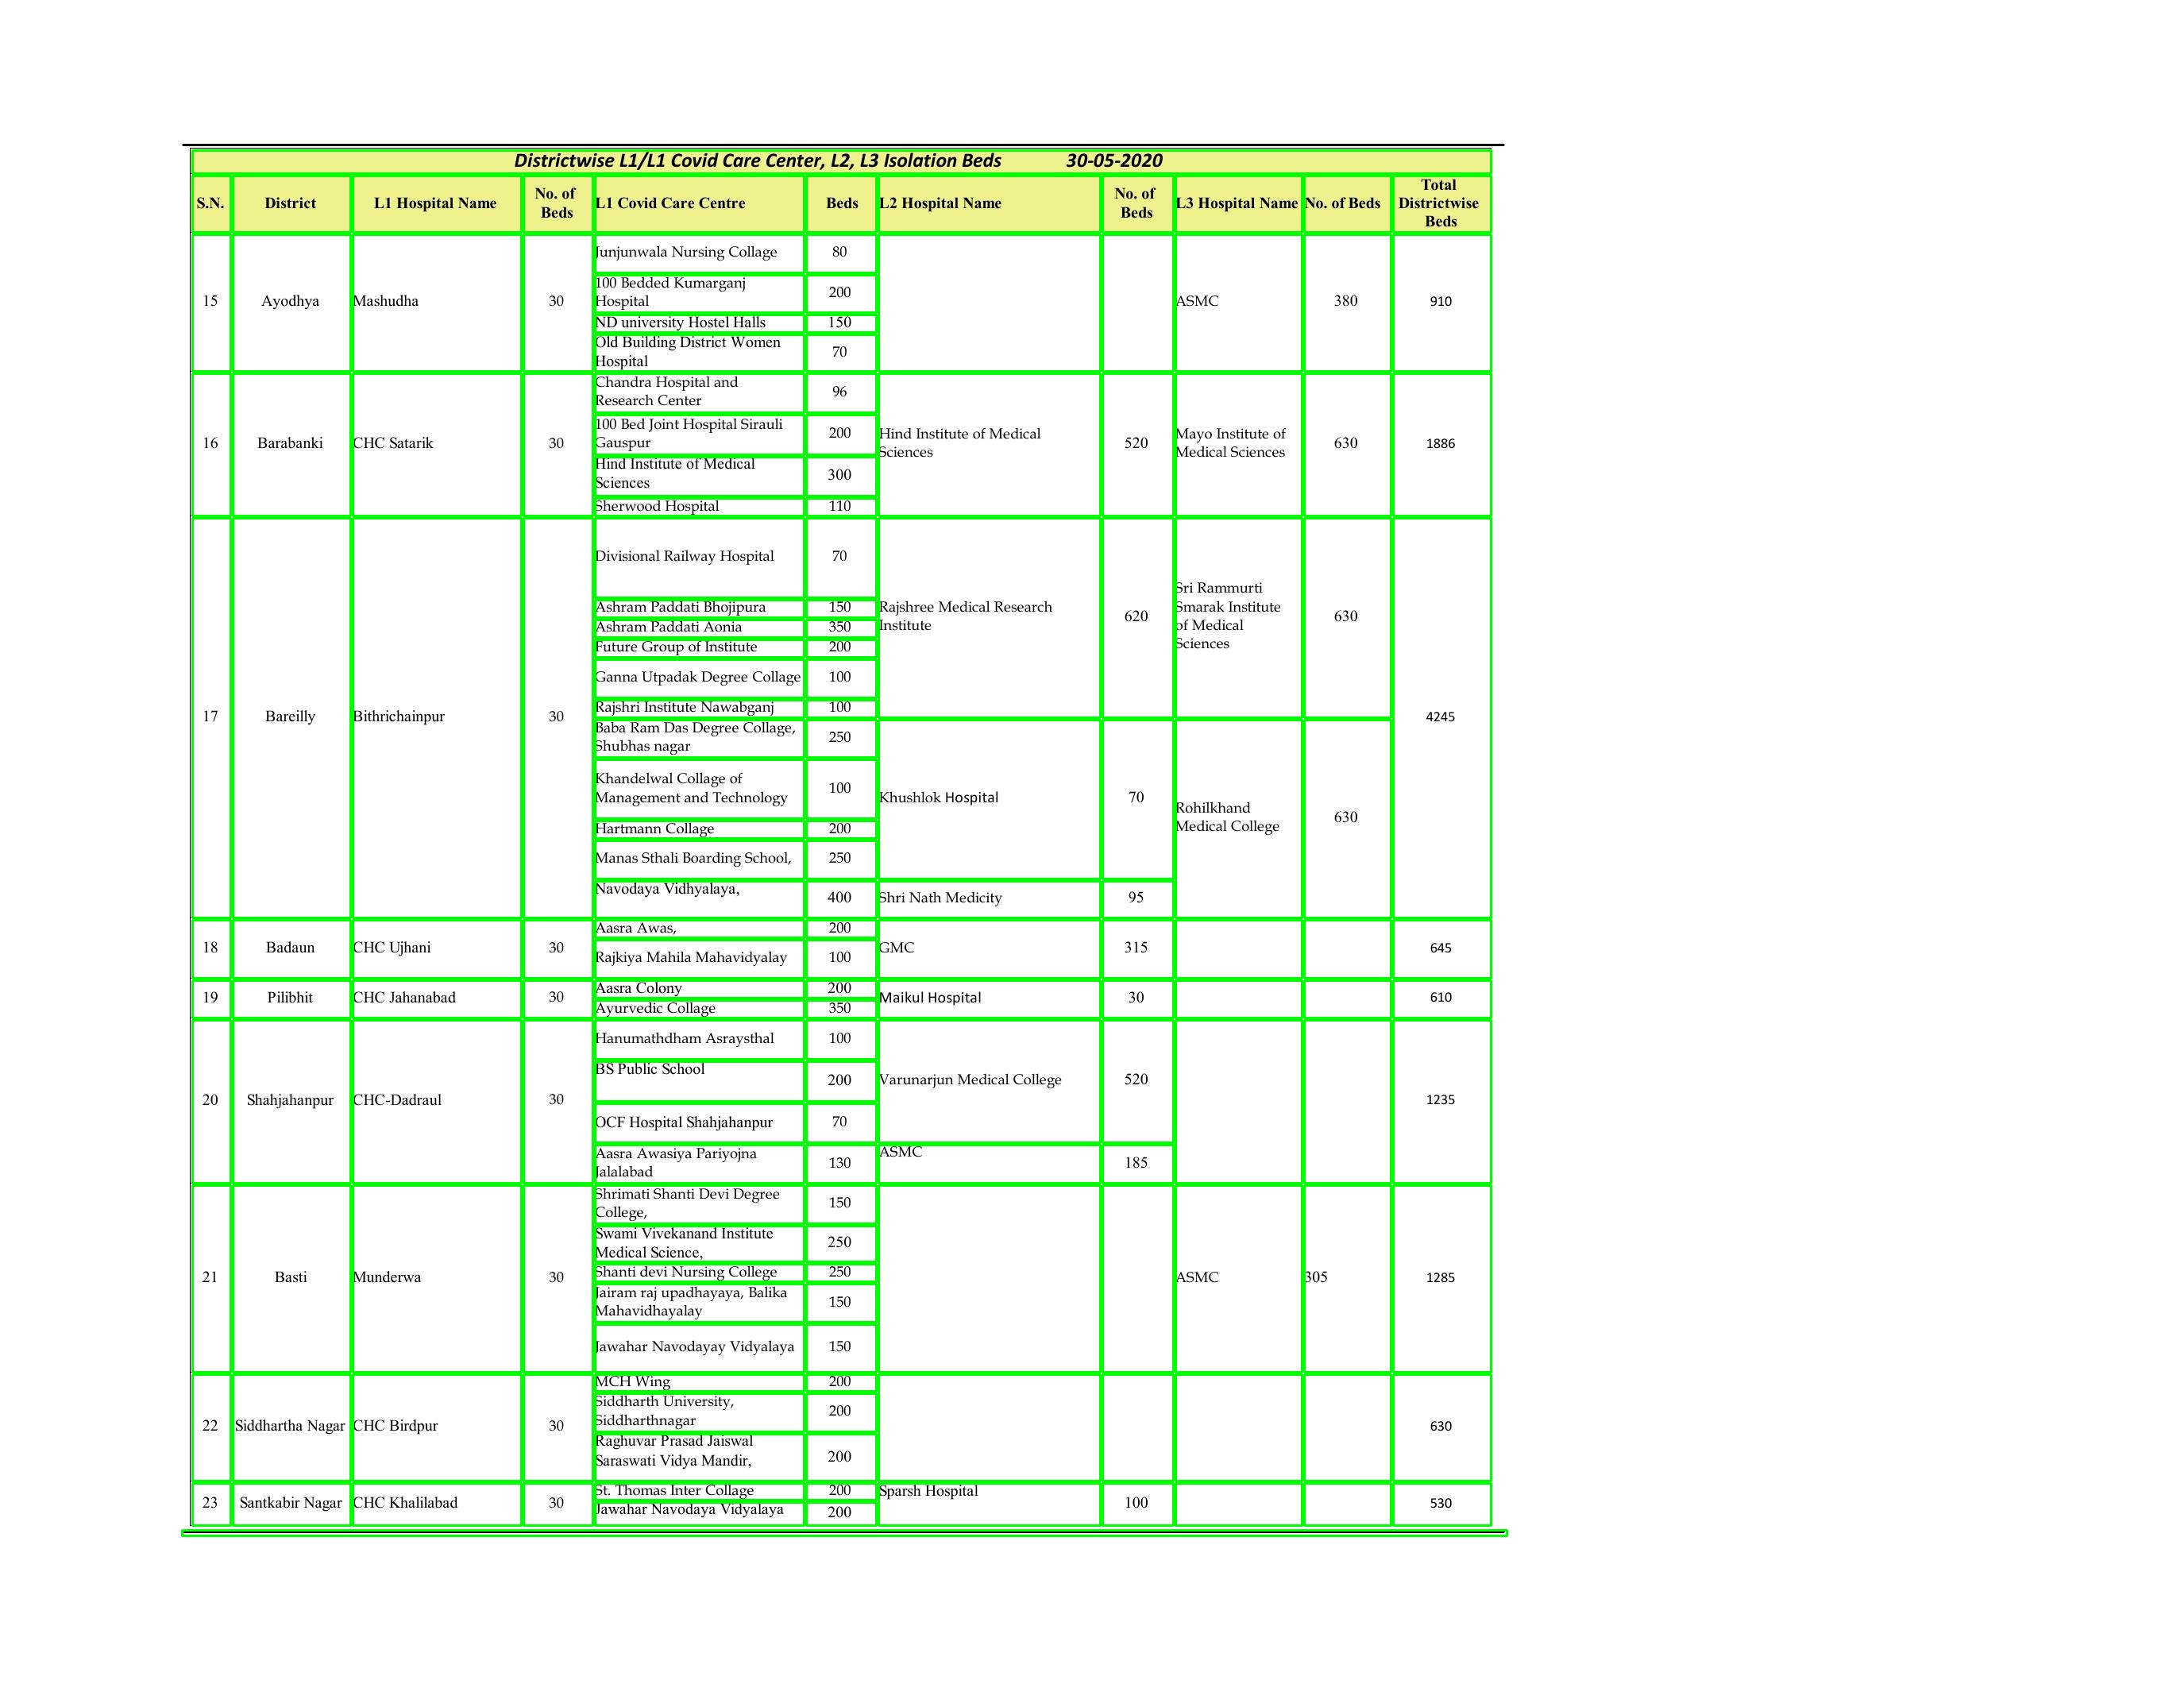 Districtwise L1/L1 Covid Care Center, L2, L3 Isolation Beds 30-05-2020
S.N. District L1 Hospital Name No. of Beds L1 Covid Care Centre Beds L2 Hospital Name No. of Beds L3 Hospital Name No. of Beds Total Districtwise Beds
15 Ayodhya Mashudha 30
Junjunwala Nursing Collage 80
100 Bedded Kumarganj
Hospital 200
ND university Hostel Halls 150
Old Building District Women
Hospital 70
ASMC 380 910
16 Barabanki CHC Satarik 30
Chandra Hospital and
Research Center 96
100 Bed Joint Hospital Sirauli
Gauspur 200
Hind Institute of Medical
Sciences 300
Sherwood Hospital 110
Hind Institute of Medical
Sciences 520
Mayo Institute of
Medical Sciences 630 1886
17 Bareilly Bithrichainpur 30
Divisional Railway Hospital 70
Ashram Paddati Bhojipura 150
Ashram Paddati Aonia 350
Future Group of Institute 200
Ganna Utpadak Degree Collage 100
Rajshri Institute Nawabganj 100
Baba Ram Das Degree Collage,
Shubhas nagar 250
Khandelwal Collage of
Management and Technology 100
Hartmann Collage 200
Manas Sthali Boarding School, 250
Navodaya Vidhyalaya, 400
Rajshree Medical Research
Institute 620
Khushlok Hospital 70
Shri Nath Medicity 95
Sri Rammurti
Smarak Institute
of Medical
Sciences 630
Rohilkhand
Medical College 630
4245
18 Badaun CHC Ujhani 30
Aasra Awas, 200
Rajkiya Mahila Mahavidyalay 100
GMC 315 645
19 Pilibhit CHC Jahanabad 30
Aasra Colony 200
Ayurvedic Collage 350
Maikul Hospital 30 610
20 Shahjahanpur CHC-Dadraul 30
Hanumathdham Asraysthal 100
BS Public School 200
OCF Hospital Shahjahanpur 70
Aasra Awasiya Pariyojna
Jalalabad 130
Varunarjun Medical College 520
ASMC 185
1235
21 Basti Munderwa 30
Shrimati Shanti Devi Degree
College, 150
Swami Vivekanand Institute
Medical Science, 250
Shanti devi Nursing College 250
Jairam raj upadhayaya, Balika
Mahavidhayalay 150
Jawahar Navodayay Vidyalaya 150
ASMC 305 1285
22 Siddhartha Nagar CHC Birdpur 30
MCH Wing 200
Siddharth University,
Siddharthnagar 200
Raghuvar Prasad Jaiswal
Saraswati Vidya Mandir, 200
630
23 Santkabir Nagar CHC Khalilabad 30
St. Thomas Inter Collage 200
Jawahar Navodaya Vidyalaya 200
Sparsh Hospital 100 530